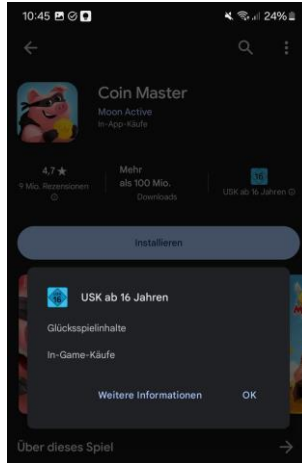 10:45 24%
Coin Master
Moon Active
In-App-Käufe
4,7 ★
9 Mio. Rezensionen
Mehr
als 100 Mio.
Downloads
16
USK ab 16 Jahren
Installieren
16
USK ab 16 Jahren
Glücksspielinhalte
In-Game-Käufe
Weitere Informationen OK
Über dieses Spiel